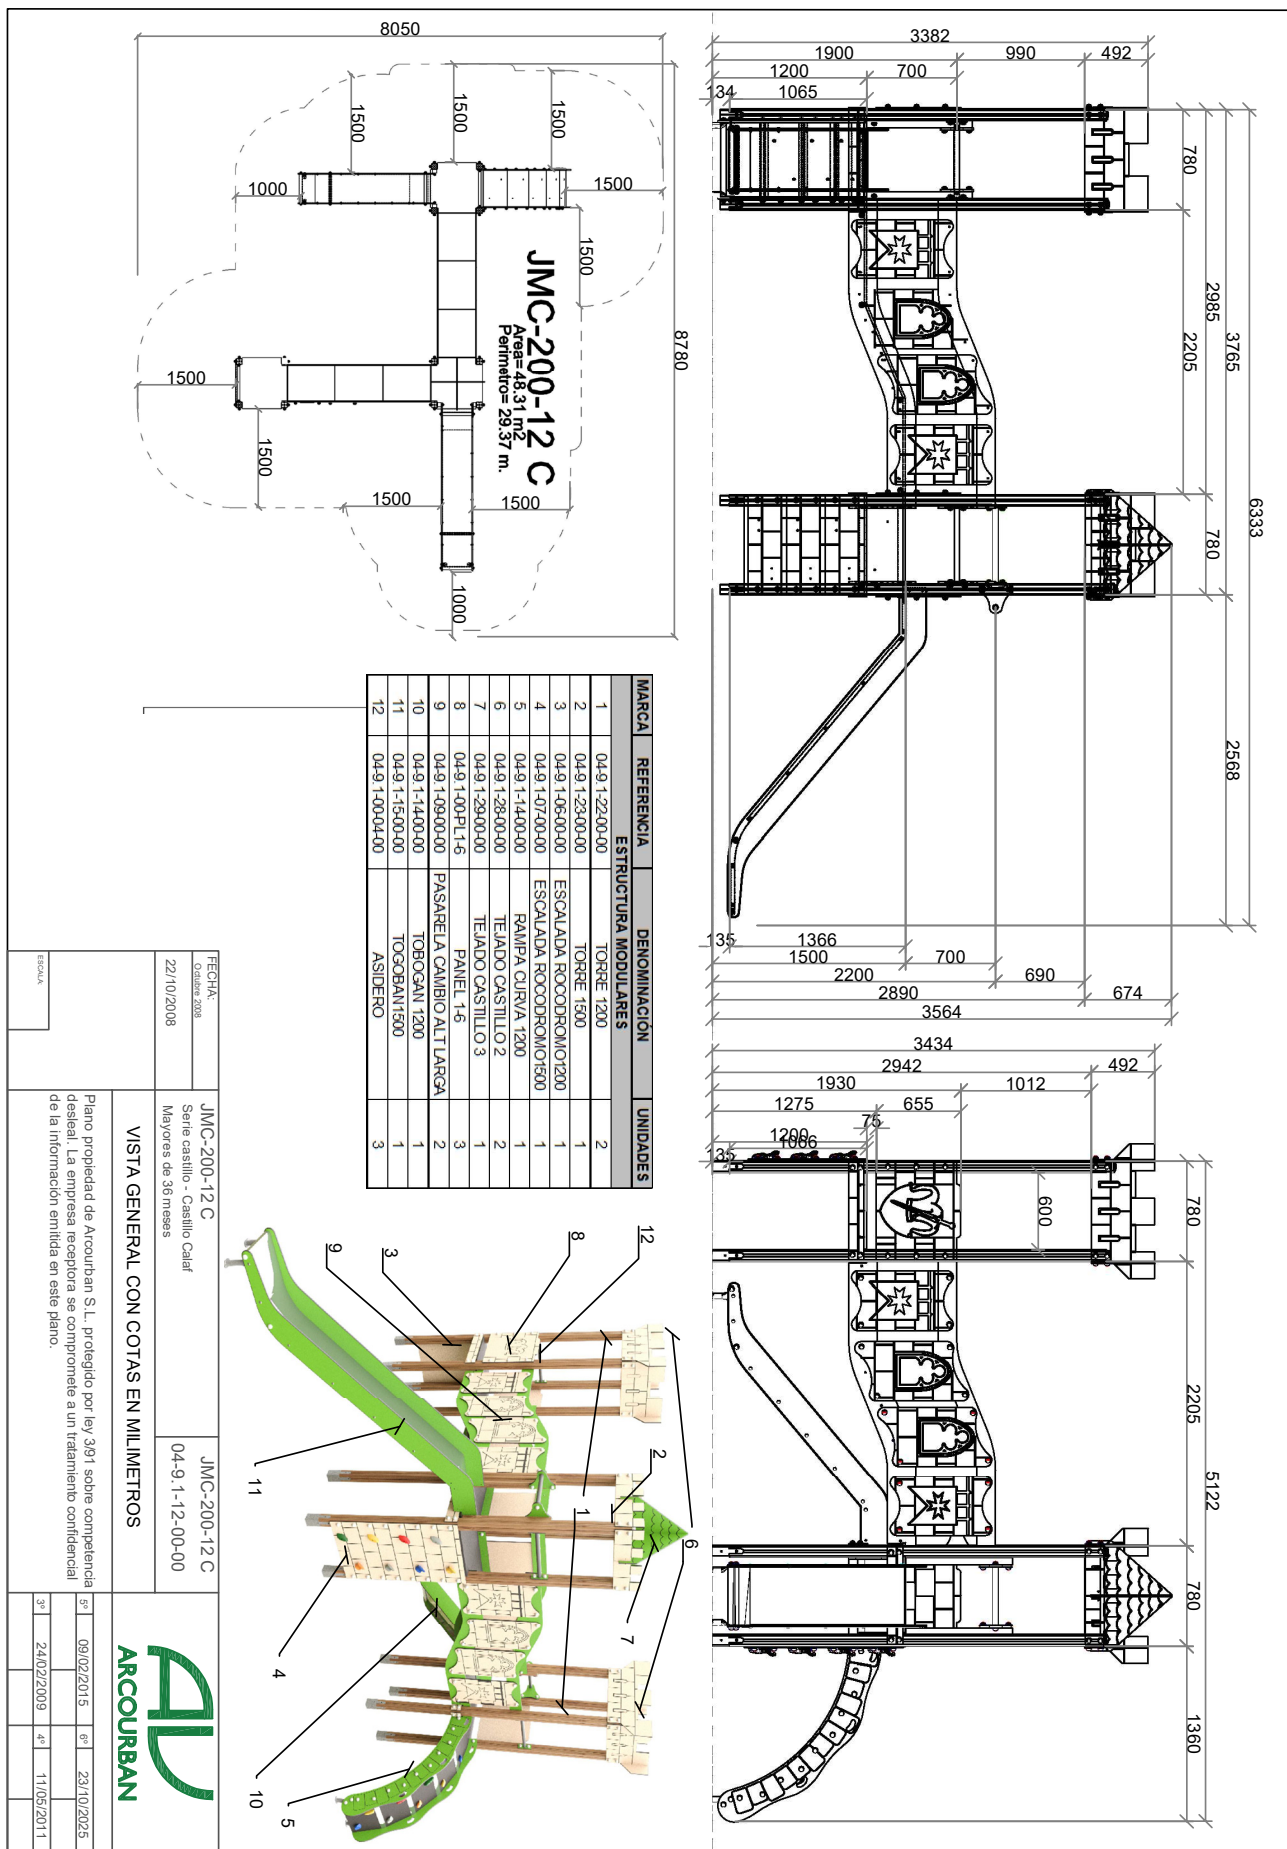 8050
8780
1500
1500
1500
1500
1000
1500
1500
1500
1500
1500
1000
JMC-200-12 C
Area= 48.31 m2
Perimetro= 29.37 m.
3382
1900
990
492
1200
700
134
1065
780
2985
3765
2205
6333
780
2568
135
1366
1500
700
2200
690
2890
674
3564
3434
2942
492
1930
1012
1275
655
75
1200
1066
135
600
780
2205
5122
780
1360
MARCA REFERENCIA DENOMINACIÓN UNIDADES
ESTRUCTURA MODULARES
1 04-9.1-22-00-00 TORRE 1200 2
2 04-9.1-23-00-00 TORRE 1500 1
3 04-9.1-06-00-00 ESCALADA ROCODROMO1200 1
4 04-9.1-07-00-00 ESCALADA ROCODROMO1500 1
5 04-9.1-14-00-00 RAMPA CURVA 1200 1
6 04-9.1-28-00-00 TEJADO CASTILLO 2 2
7 04-9.1-29-00-00 TEJADO CASTILLO 3 1
8 04-9.1-00-PL1-6 PANEL 1-6 3
9 04-9.1-09-00-00 PASARELA CAMBIO ALT LARGA 2
10 04-9.1-14-00-00 TOBOGAN 1200 1
11 04-9.1-15-00-00 TOGOBAN1500 1
12 04-9.1-00-04-00 ASIDERO 3
12
8
3
9
11
1
2
6
7
4
10
5
FECHA:
Octubre 2008
22/10/2008
ESCALA:
JMC-200-12 C
Serie castillo - Castillo Calaf
Mayores de 36 meses
JMC-200-12 C
04-9.1-12-00-00
VISTA GENERAL CON COTAS EN MILIMETROS
Plano propiedad de Arcourban S.L. protegido por ley 3/91 sobre competencia
desleal. La empresa receptora se compromete a un tratamiento confidencial
de la información emitida en este plano.
ARCOURBAN
5º 09/02/2015 6º 23/10/2025
3º 24/02/2009 4º 11/05/2011